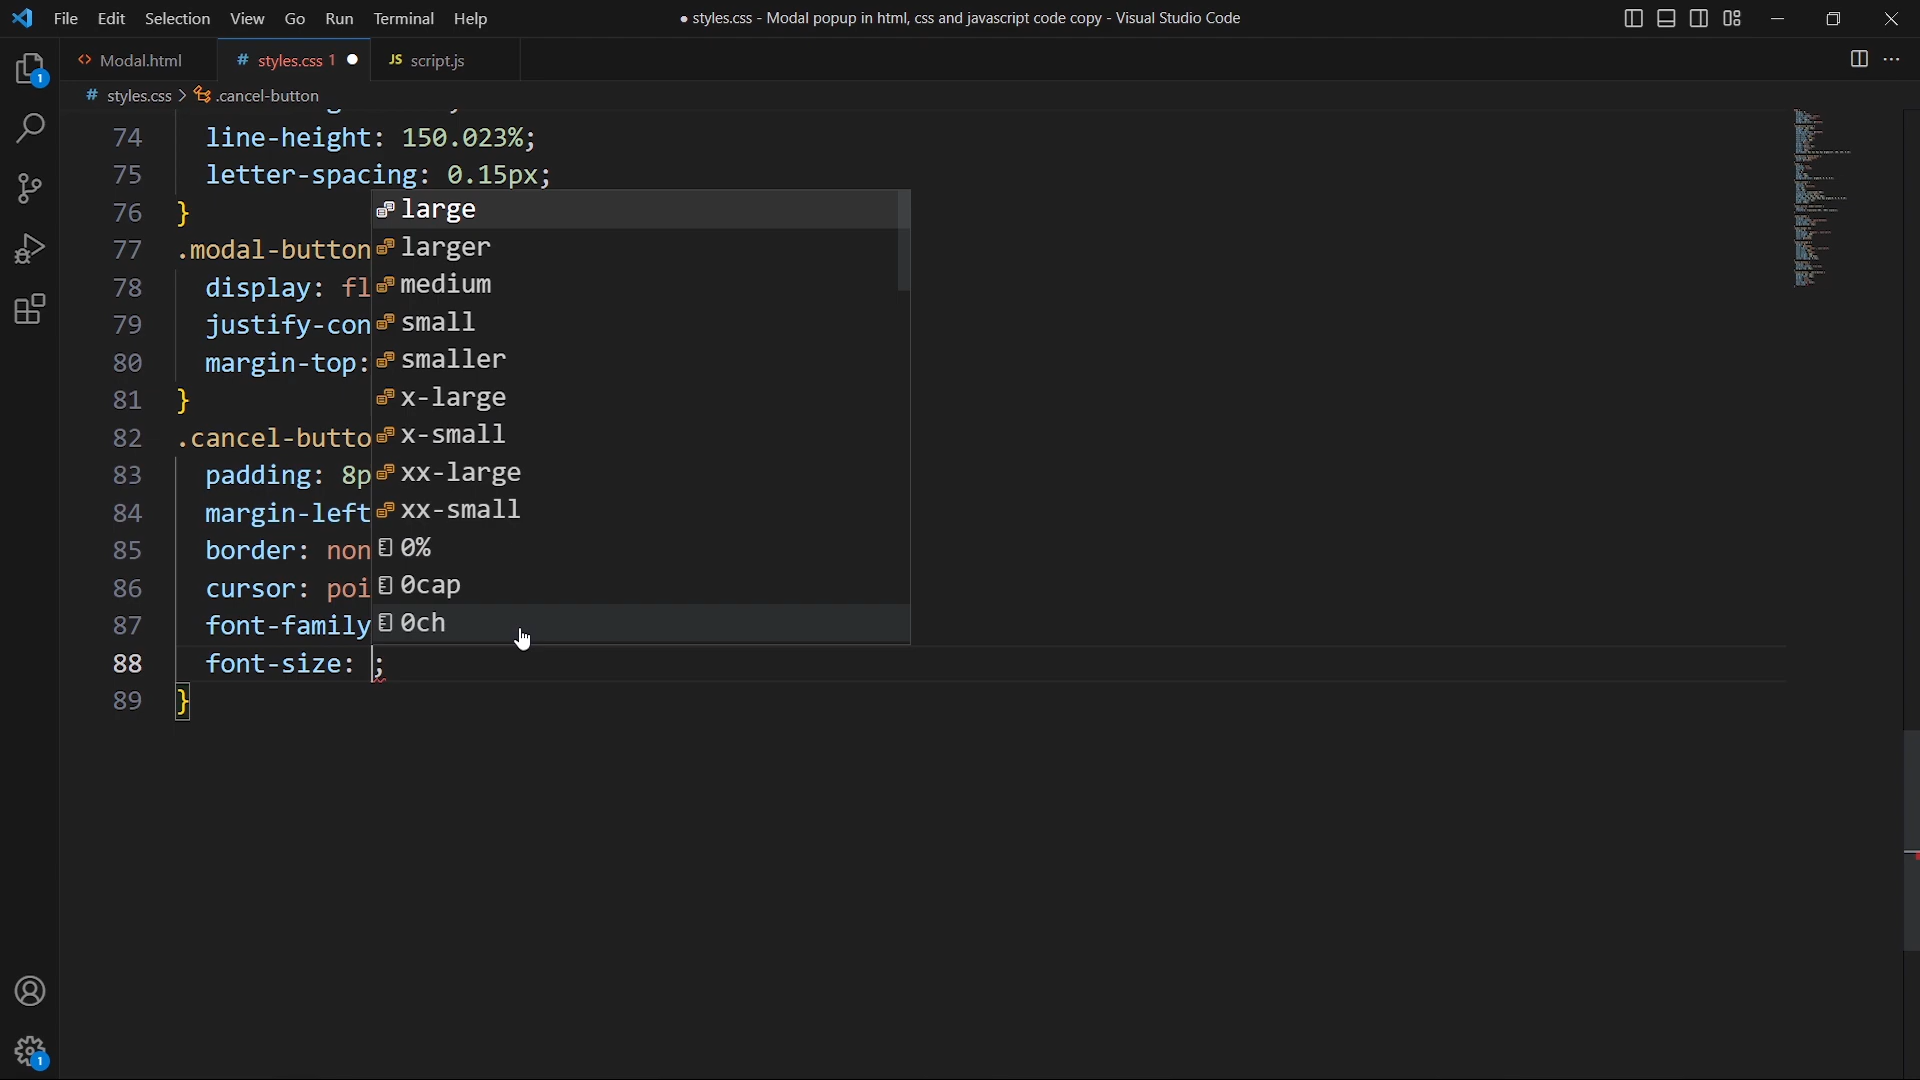 File Edit Selection View Go Run Terminal Help
● styles.css - Modal popup in html, css and javascript code copy - Visual Studio Code
1
<> Modal.html
# styles.css 1 ●
JS script.js
# styles.css > .cancel-button
74 line-height: 150.023%;
75 letter-spacing: 0.15px;
76 }
77 .modal-button
78 display: fl
79 justify-con
80 margin-top:
81 }
82 .cancel-butto
83 padding: 8p
84 margin-left
85 border: non
86 cursor: poi
87 font-family
88 font-size: ;
89 }
large
larger
medium
small
smaller
x-large
x-small
xx-large
xx-small
0%
0cap
0ch
1